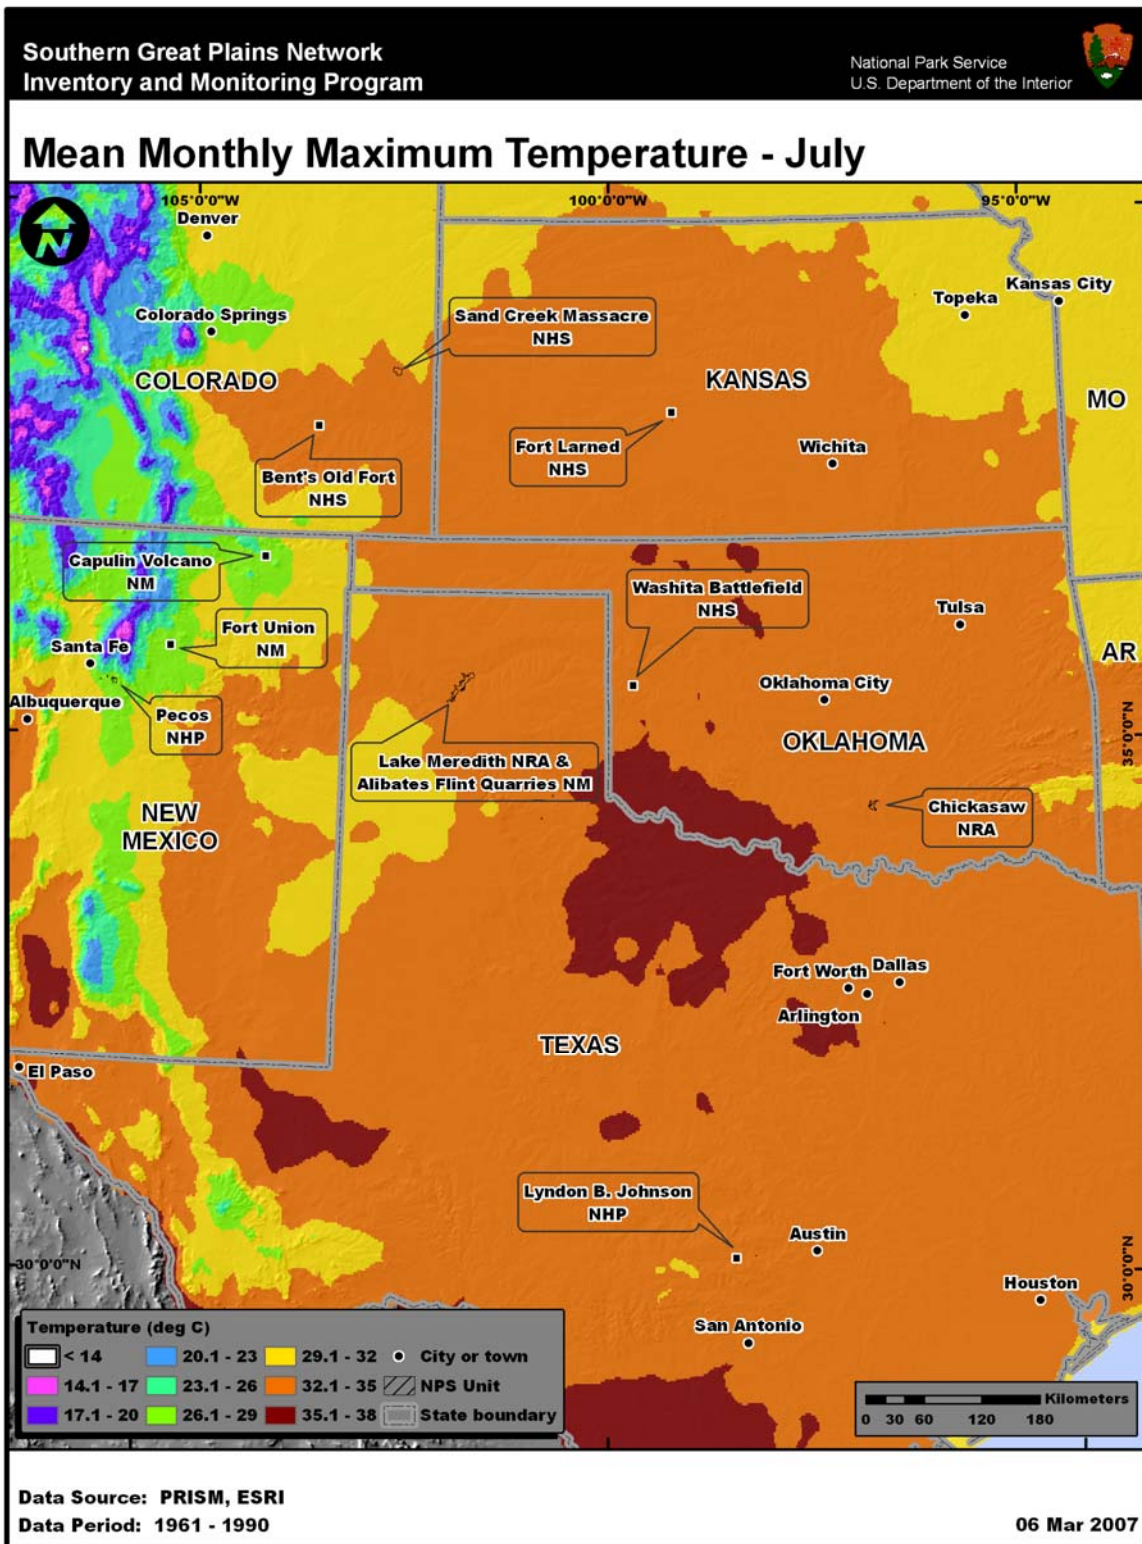 Southern Great Plains Network
Inventory and Monitoring Program
National Park Service
U.S. Department of the Interior
Mean Monthly Maximum Temperature - July
105°0'0"W
100°0'0"W
95°0'0"W
N
Denver
Colorado Springs
COLORADO
Sand Creek Massacre
NHS
KANSAS
Topeka
Kansas City
MO
Bent's Old Fort
NHS
Fort Larned
NHS
Wichita
Capulin Volcano
NM
Fort Union
NM
Santa Fe
Albuquerque
Pecos
NHP
Washita Battlefield
NHS
Tulsa
AR
Oklahoma City
OKLAHOMA
35°0'0"N
Lake Meredith NRA &
Alibates Flint Quarries NM
Chickasaw
NRA
NEW
MEXICO
Fort Worth
Dallas
Arlington
TEXAS
El Paso
Lyndon B. Johnson
NHP
Austin
30°0'0"N
30°0'0"N
Houston
San Antonio
Temperature (deg C)
< 14
20.1 - 23
29.1 - 32
City or town
14.1 - 17
23.1 - 26
32.1 - 35
NPS Unit
17.1 - 20
26.1 - 29
35.1 - 38
State boundary
Kilometers
0 30 60 120 180
Data Source: PRISM, ESRI
Data Period: 1961 - 1990
06 Mar 2007